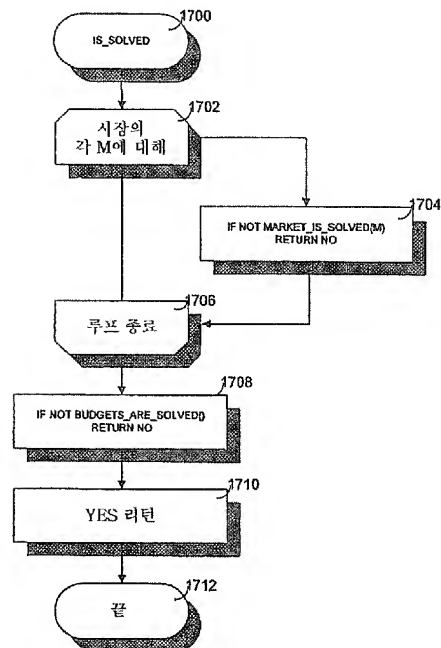 1700
IS_SOLVED
1702
시장의
각 M에 대해
1704
IF NOT MARKET_IS_SOLVED(M)
RETURN NO
1706
루프 종료
1708
IF NOT BUDGETS_ARE_SOLVED()
RETURN NO
1710
YES 리턴
1712
끝